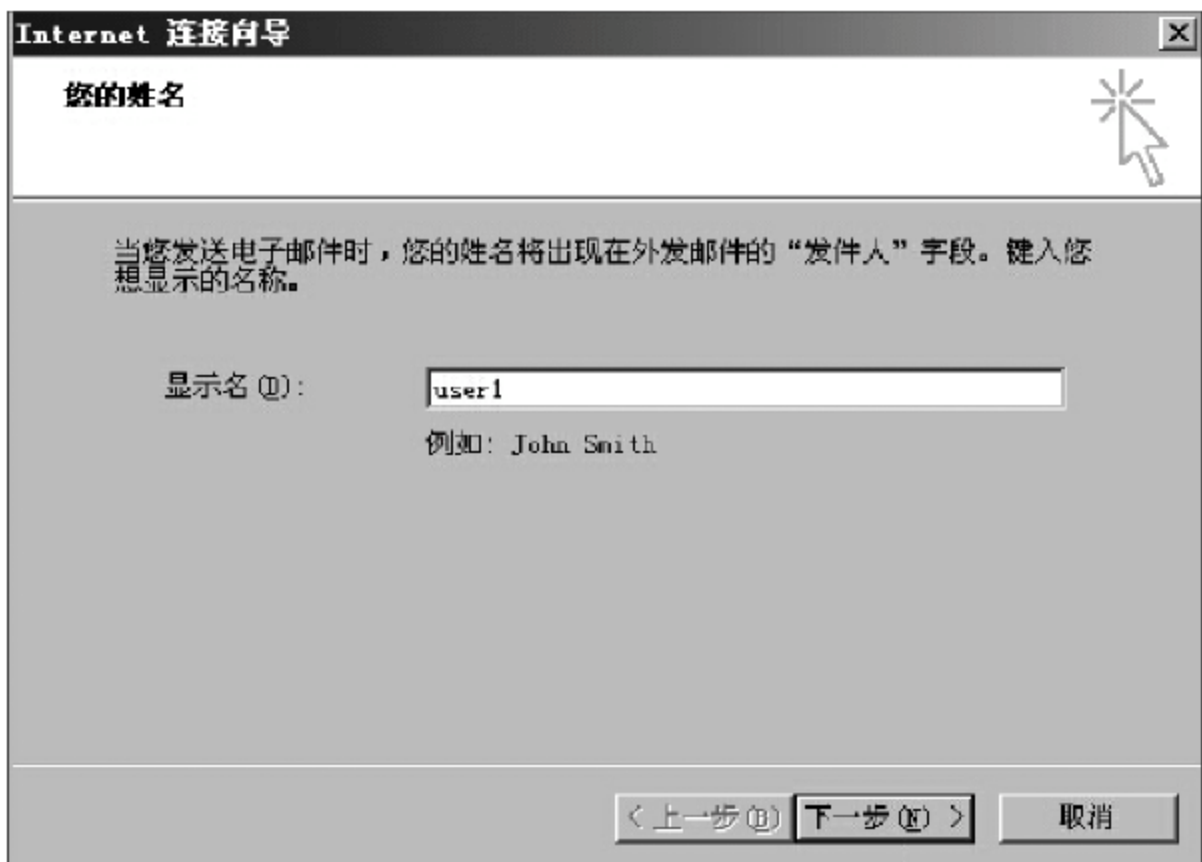 Internet 连接向导
您的姓名
当您发送电子邮件时，您的姓名将出现在外发邮件的“发件人”字段。键入您
想显示的名称。
显示名(D)： user1
例如: John Smith
< 上一步(B) 下一步(N) > 取消